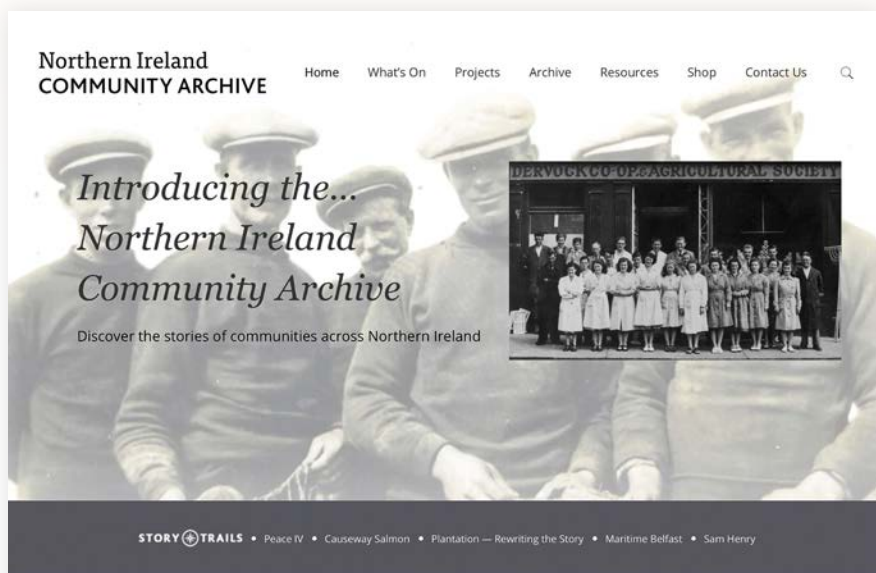 Northern Ireland
COMMUNITY ARCHIVE
Home What's On Projects Archive Resources Shop Contact Us
Introducing the...
Northern Ireland
Community Archive
Discover the stories of communities across Northern Ireland
DERVOCK CO-OP. & AGRICULTURAL SOCIETY
STORY TRAILS • Peace IV • Causeway Salmon • Plantation — Rewriting the Story • Maritime Belfast • Sam Henry